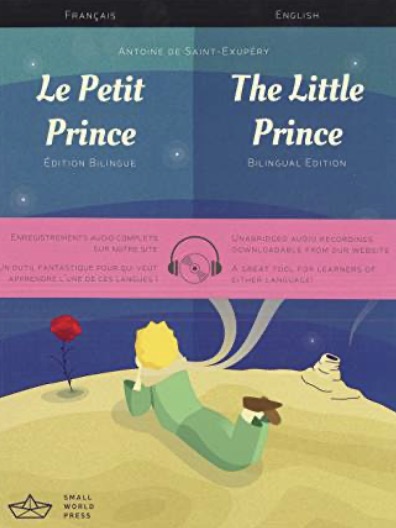 FRANÇAIS
ENGLISH
ANTOINE DE SAINT-EXUPÉRY
Le Petit
Prince
ÉDITION BILINGUE
The Little
Prince
BILINGUAL EDITION
ENREGISTREMENTS AUDIO COMPLETS
SUR NOTRE SITE
UN OUTIL FANTASTIQUE POUR QUI VEUT
APPRENDRE L'UNE DE CES LANGUES !
UNABRIDGED AUDIO RECORDINGS
DOWNLOADABLE FROM OUR WEBSITE
A GREAT TOOL FOR LEARNERS OF
EITHER LANGUAGE!
SMALL
WORLD
PRESS